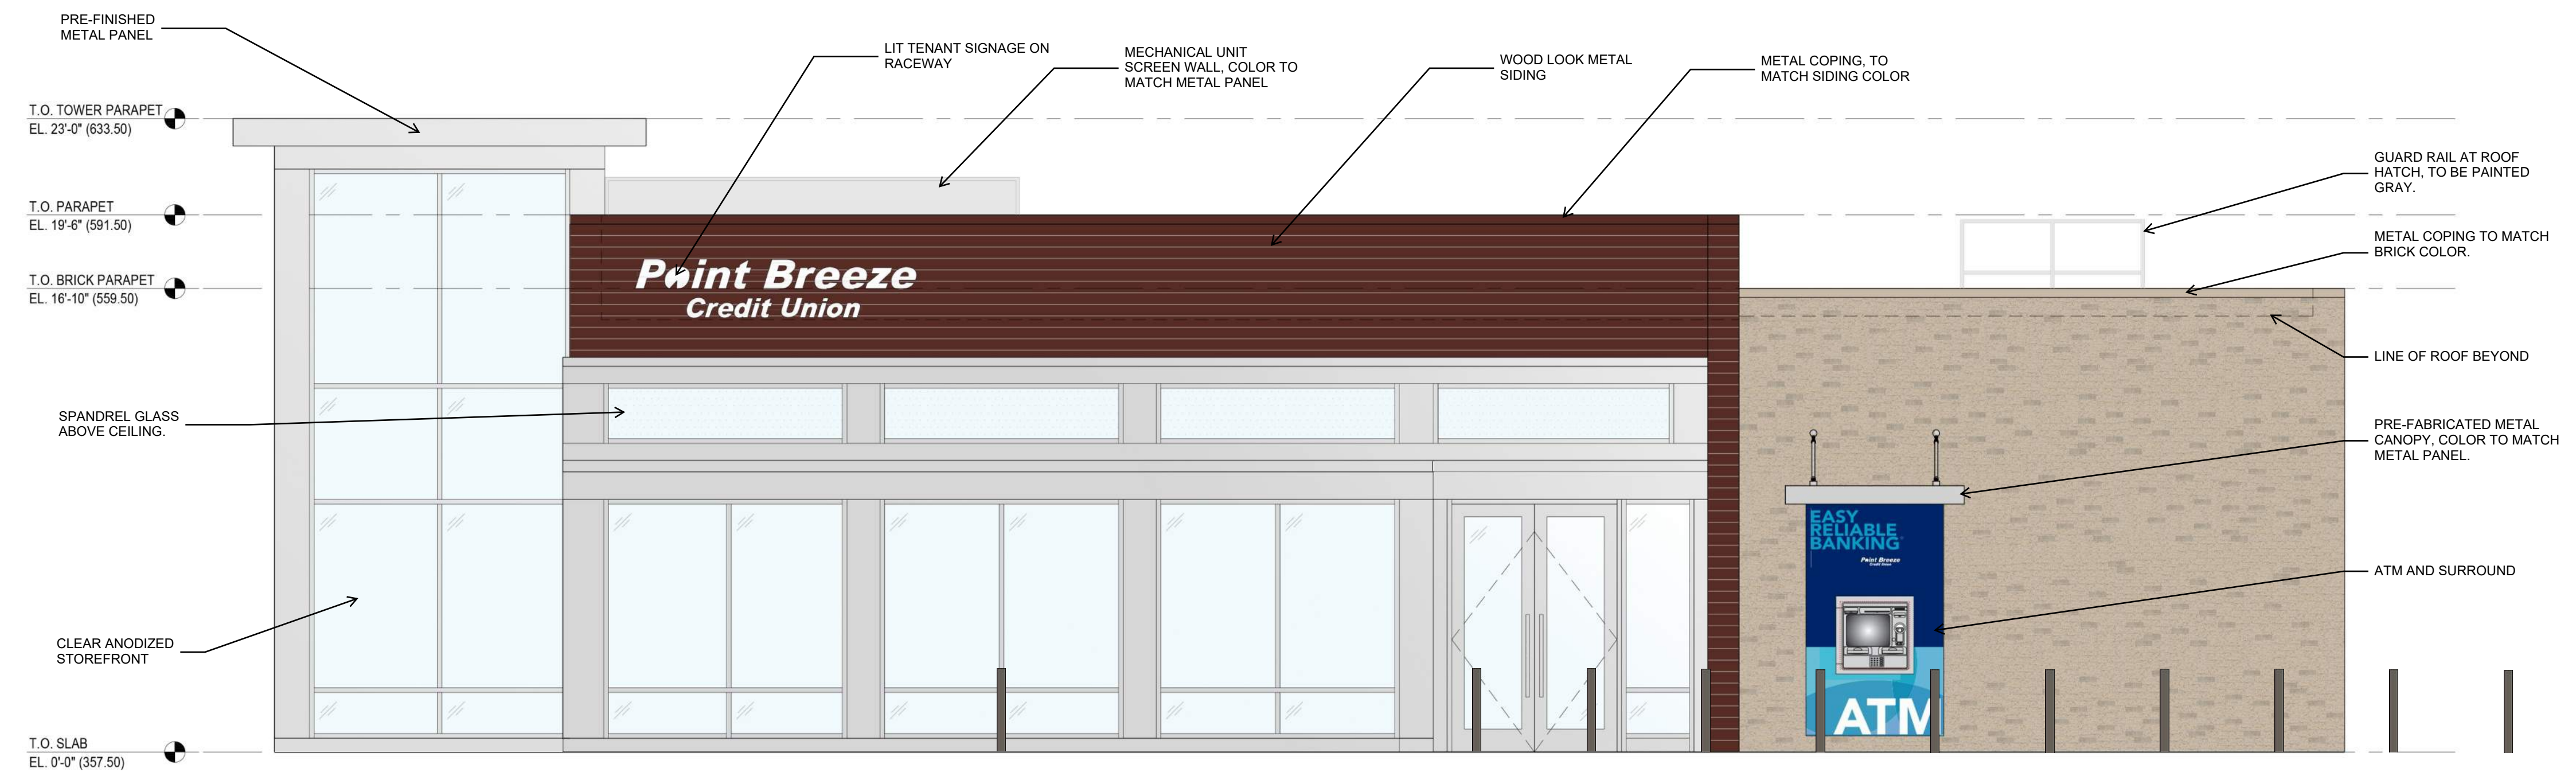 PRE-FINISHED
METAL PANEL
LIT TENANT SIGNAGE ON
RACEWAY
MECHANICAL UNIT
SCREEN WALL, COLOR TO
MATCH METAL PANEL
WOOD LOOK METAL
SIDING
METAL COPING, TO
MATCH SIDING COLOR
T.O. TOWER PARAPET
EL. 23'-0" (633.50)
GUARD RAIL AT ROOF
HATCH, TO BE PAINTED
GRAY.
T.O. PARAPET
EL. 19'-6" (591.50)
METAL COPING TO MATCH
BRICK COLOR.
T.O. BRICK PARAPET
EL. 16'-10" (559.50)
Point Breeze
Credit Union
LINE OF ROOF BEYOND
SPANDREL GLASS
ABOVE CEILING.
PRE-FABRICATED METAL
CANOPY, COLOR TO MATCH
METAL PANEL.
EASY
RELIABLE
BANKING
Point Breeze
Credit Union
ATM AND SURROUND
CLEAR ANODIZED
STOREFRONT
ATM
T.O. SLAB
EL. 0'-0" (357.50)